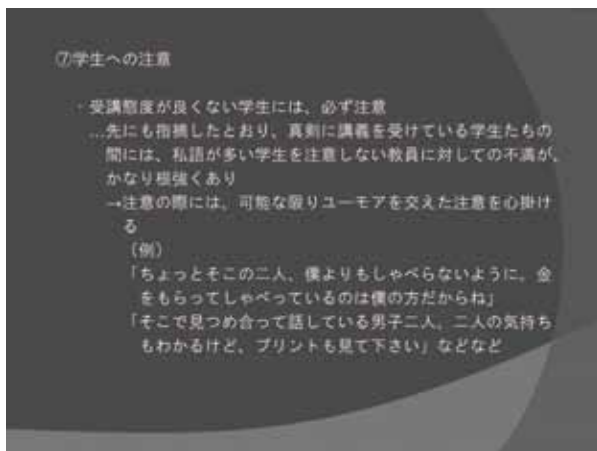 ⑦学生への注意
・受講態度が良くない学生には、必ず注意
…先にも指摘したとおり、真剣に講義を受けている学生たちの
間には、私語が多い学生を注意しない教員に対しての不満が、
かなり根強くあり
→注意の際には、可能な限りユーモアを交えた注意を心掛け
る
（例）
「ちょっとそこの二人、僕よりもしゃべらないように。金
をもらってしゃべっているのは僕の方だからね」
「そこで見つめ合って話している男子二人、二人の気持ち
もわかるけど、プリントも見て下さい」などなど